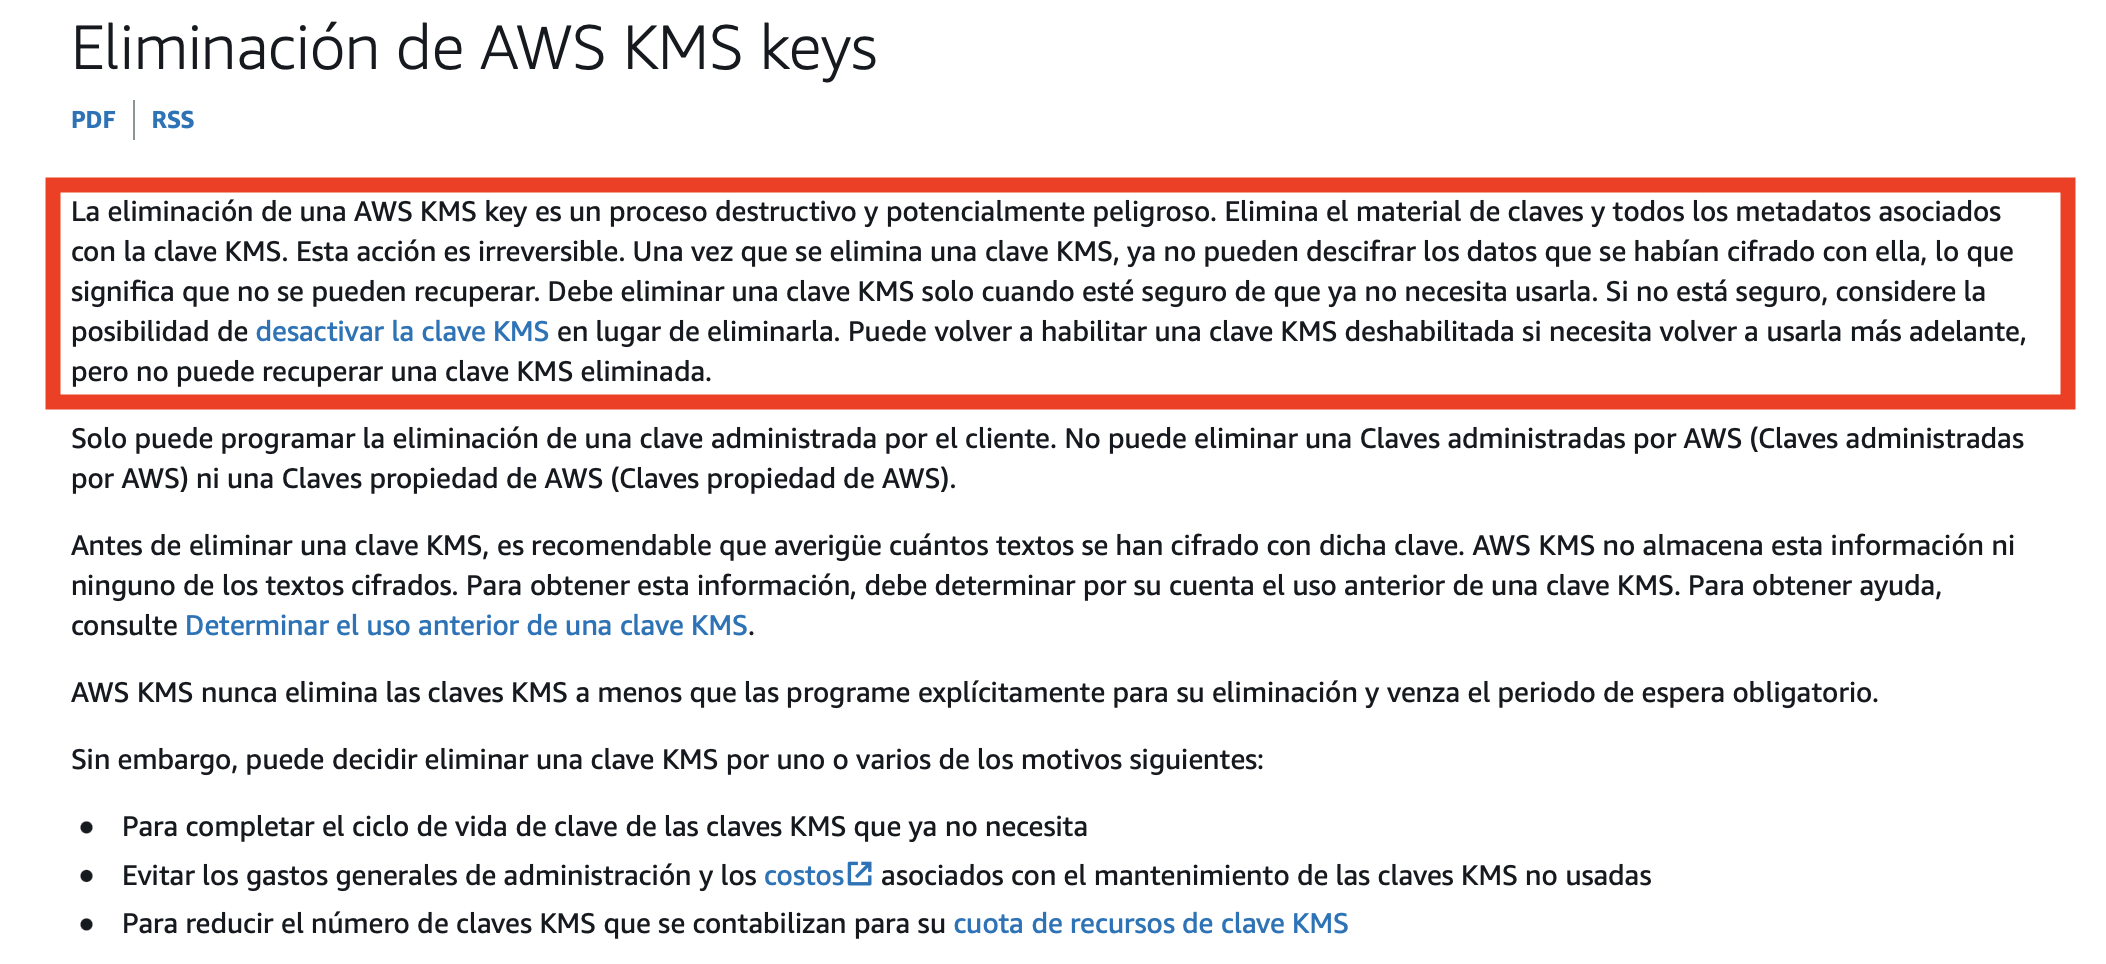 Eliminación de AWS KMS keys
PDF | RSS
La eliminación de una AWS KMS key es un proceso destructivo y potencialmente peligroso. Elimina el material de claves y todos los metadatos asociados
con la clave KMS. Esta acción es irreversible. Una vez que se elimina una clave KMS, ya no pueden descifrar los datos que se habían cifrado con ella, lo que
significa que no se pueden recuperar. Debe eliminar una clave KMS solo cuando esté seguro de que ya no necesita usarla. Si no está seguro, considere la
posibilidad de desactivar la clave KMS en lugar de eliminarla. Puede volver a habilitar una clave KMS deshabilitada si necesita volver a usarla más adelante,
pero no puede recuperar una clave KMS eliminada.
Solo puede programar la eliminación de una clave administrada por el cliente. No puede eliminar una Claves administradas por AWS (Claves administradas
por AWS) ni una Claves propiedad de AWS (Claves propiedad de AWS).
Antes de eliminar una clave KMS, es recomendable que averigüe cuántos textos se han cifrado con dicha clave. AWS KMS no almacena esta información ni
ninguno de los textos cifrados. Para obtener esta información, debe determinar por su cuenta el uso anterior de una clave KMS. Para obtener ayuda,
consulte Determinar el uso anterior de una clave KMS.
AWS KMS nunca elimina las claves KMS a menos que las programe explícitamente para su eliminación y venza el periodo de espera obligatorio.
Sin embargo, puede decidir eliminar una clave KMS por uno o varios de los motivos siguientes:
• Para completar el ciclo de vida de clave de las claves KMS que ya no necesita
• Evitar los gastos generales de administración y los costos asociados con el mantenimiento de las claves KMS no usadas
• Para reducir el número de claves KMS que se contabilizan para su cuota de recursos de clave KMS